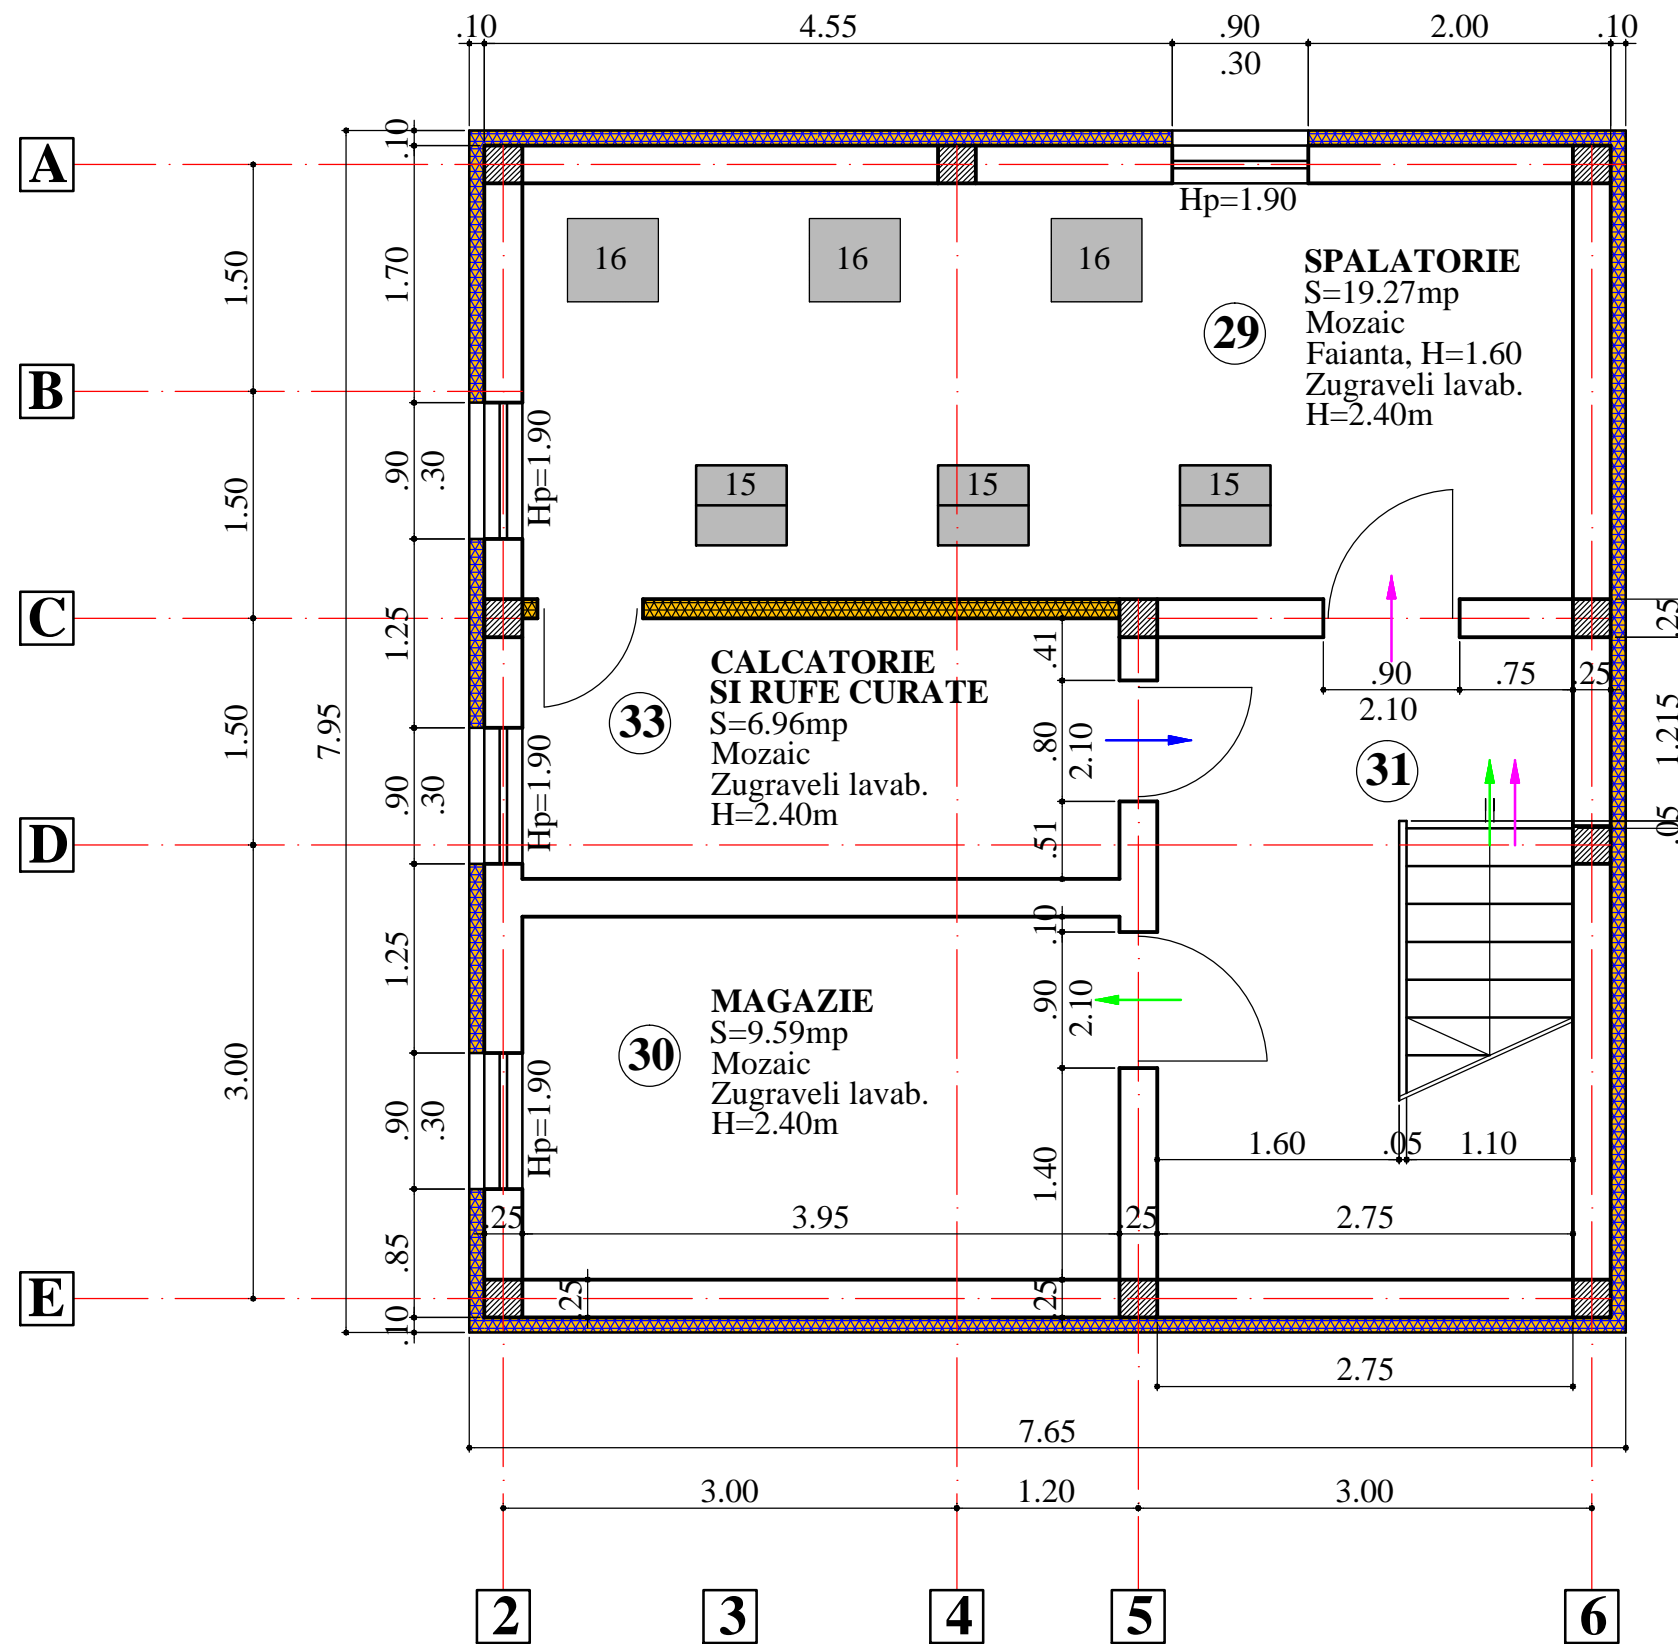 .10 4.55 .90 2.00 .10
.30
A
.10
Hp=1.90
16 16 16
SPALATORIE
S=19.27mp
Mozaic
Faianta, H=1.60
Zugraveli lavab.
H=2.40m
29
1.50
1.70
B
.90
.30
Hp=1.90
1.50
15 15 15
C
1.25
.25
.41
CALCATORIE
SI RUFE CURATE
S=6.96mp
Mozaic
Zugraveli lavab.
H=2.40m
33
.90 .75 .25
2.10
1.215
7.95
1.50
.90
.30
Hp=1.90
.80
2.10
31
.05
D
.51
1.25
.10
3.00
MAGAZIE
S=9.59mp
Mozaic
Zugraveli lavab.
H=2.40m
30
.90
2.10
.90
.30
Hp=1.90
1.60 .05 1.10
1.40
.25 3.95 .25 2.75
.85
E
.25
.25
.10
2.75
7.65
3.00 1.20 3.00
2 3 4 5 6